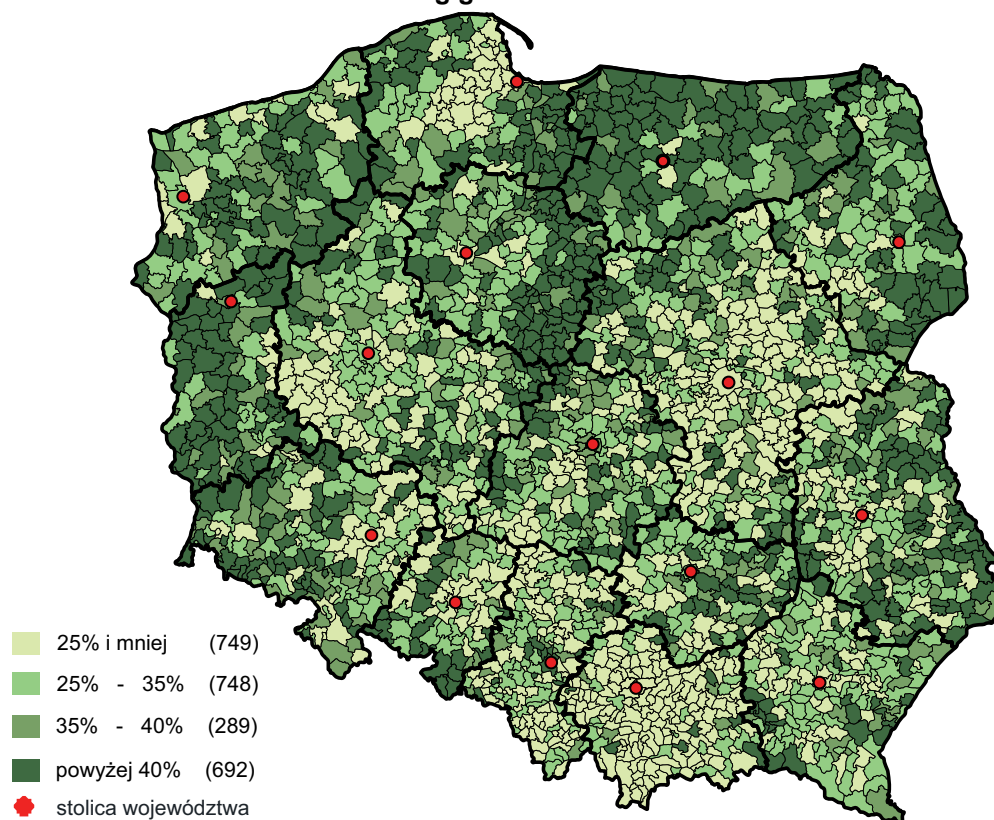 25% i mniej (749)
25% - 35% (748)
35% - 40% (289)
powyżej 40% (692)
stolica województwa